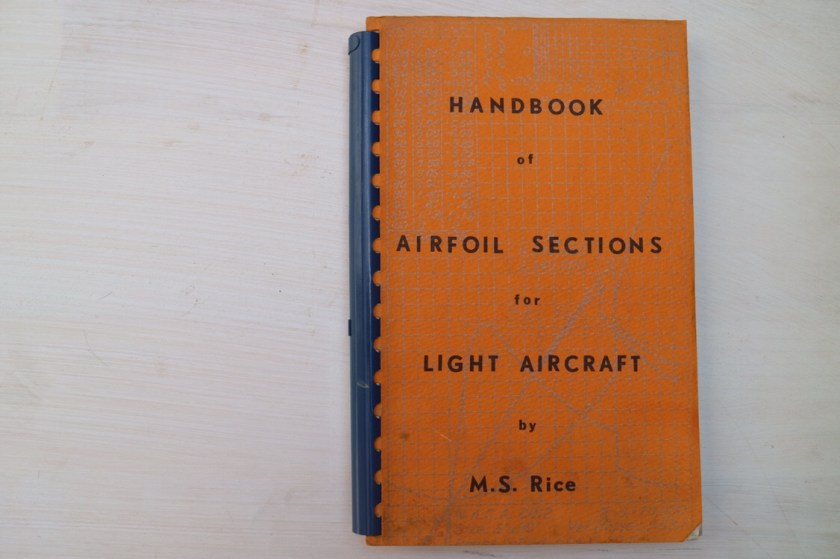 HANDBOOK
of
AIRFOIL SECTIONS
for
LIGHT AIRCRAFT
by
M.S. Rice